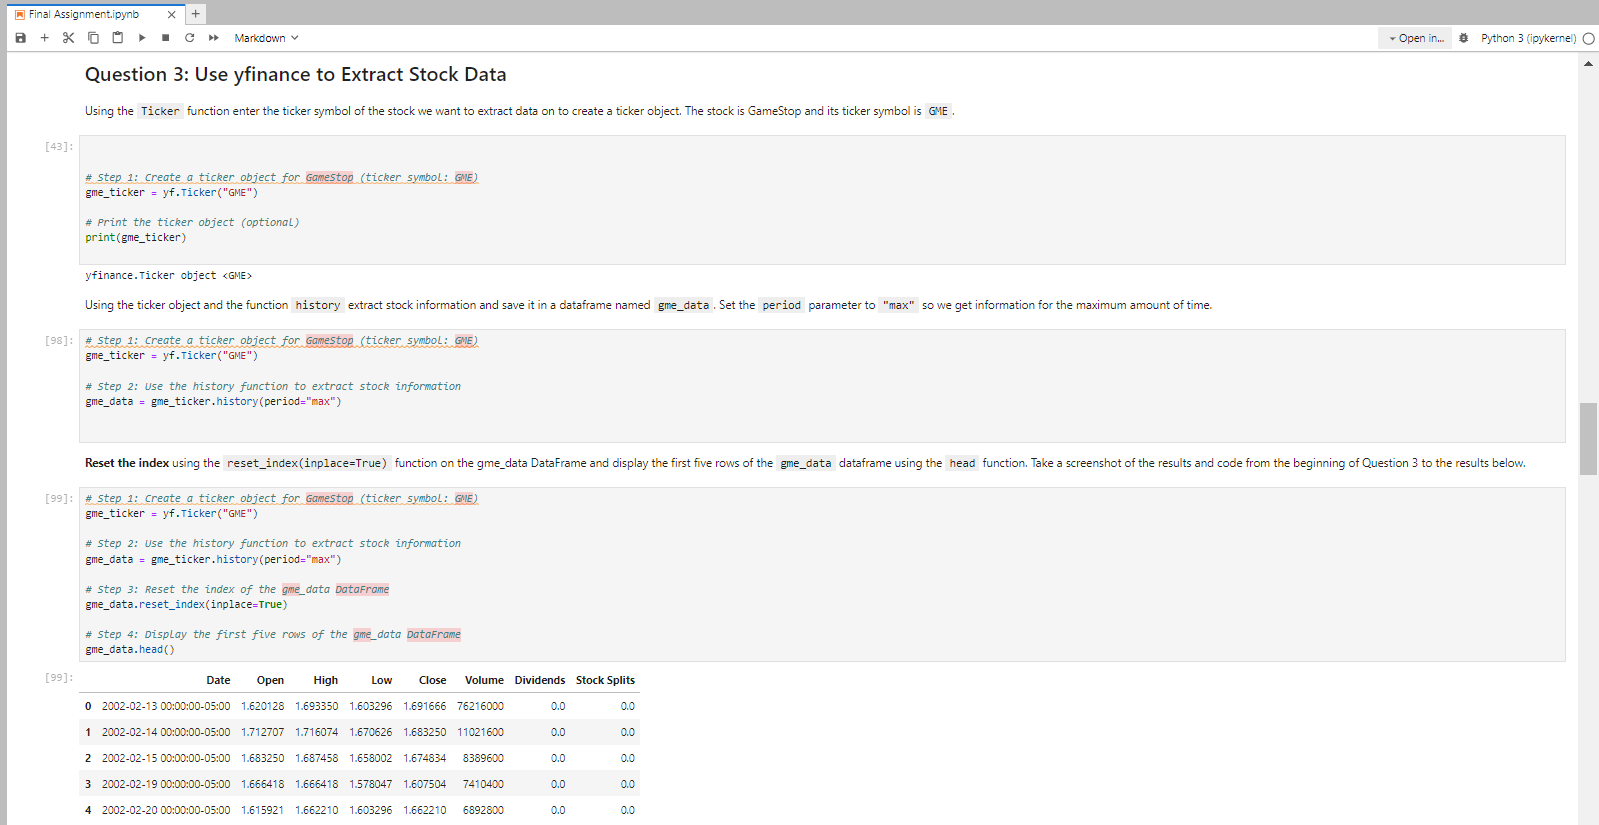 Final Assignment.ipynb
Markdown
Open in...
Python 3 (ipykernel)
Question 3: Use yfinance to Extract Stock Data
Using the Ticker function enter the ticker symbol of the stock we want to extract data on to create a ticker object. The stock is GameStop and its ticker symbol is GME .
[43]:
# Step 1: Create a ticker object for GameStop (ticker symbol: GME)
gme_ticker = yf.Ticker("GME")
# Print the ticker object (optional)
print(gme_ticker)
yfinance.Ticker object <GME>
Using the ticker object and the function history extract stock information and save it in a dataframe named gme_data . Set the period parameter to "max" so we get information for the maximum amount of time.
[98]:
# Step 1: Create a ticker object for GameStop (ticker symbol: GME)
gme_ticker = yf.Ticker("GME")
# Step 2: Use the history function to extract stock information
gme_data = gme_ticker.history(period="max")
Reset the index using the reset_index(inplace=True) function on the gme_data DataFrame and display the first five rows of the gme_data dataframe using the head function. Take a screenshot of the results and code from the beginning of Question 3 to the results below.
[99]:
# Step 1: Create a ticker object for GameStop (ticker symbol: GME)
gme_ticker = yf.Ticker("GME")
# Step 2: Use the history function to extract stock information
gme_data = gme_ticker.history(period="max")
# Step 3: Reset the index of the gme_data DataFrame
gme_data.reset_index(inplace=True)
# Step 4: Display the first five rows of the gme_data DataFrame
gme_data.head()
[99]:
Date Open High Low Close Volume Dividends Stock Splits
0 2002-02-13 00:00:00-05:00 1.620128 1.693350 1.603296 1.691666 76216000 0.0 0.0
1 2002-02-14 00:00:00-05:00 1.712707 1.716074 1.670626 1.683250 11021600 0.0 0.0
2 2002-02-15 00:00:00-05:00 1.683250 1.687458 1.658002 1.674834 8389600 0.0 0.0
3 2002-02-19 00:00:00-05:00 1.666418 1.666418 1.578047 1.607504 7410400 0.0 0.0
4 2002-02-20 00:00:00-05:00 1.615921 1.662210 1.603296 1.662210 6892800 0.0 0.0